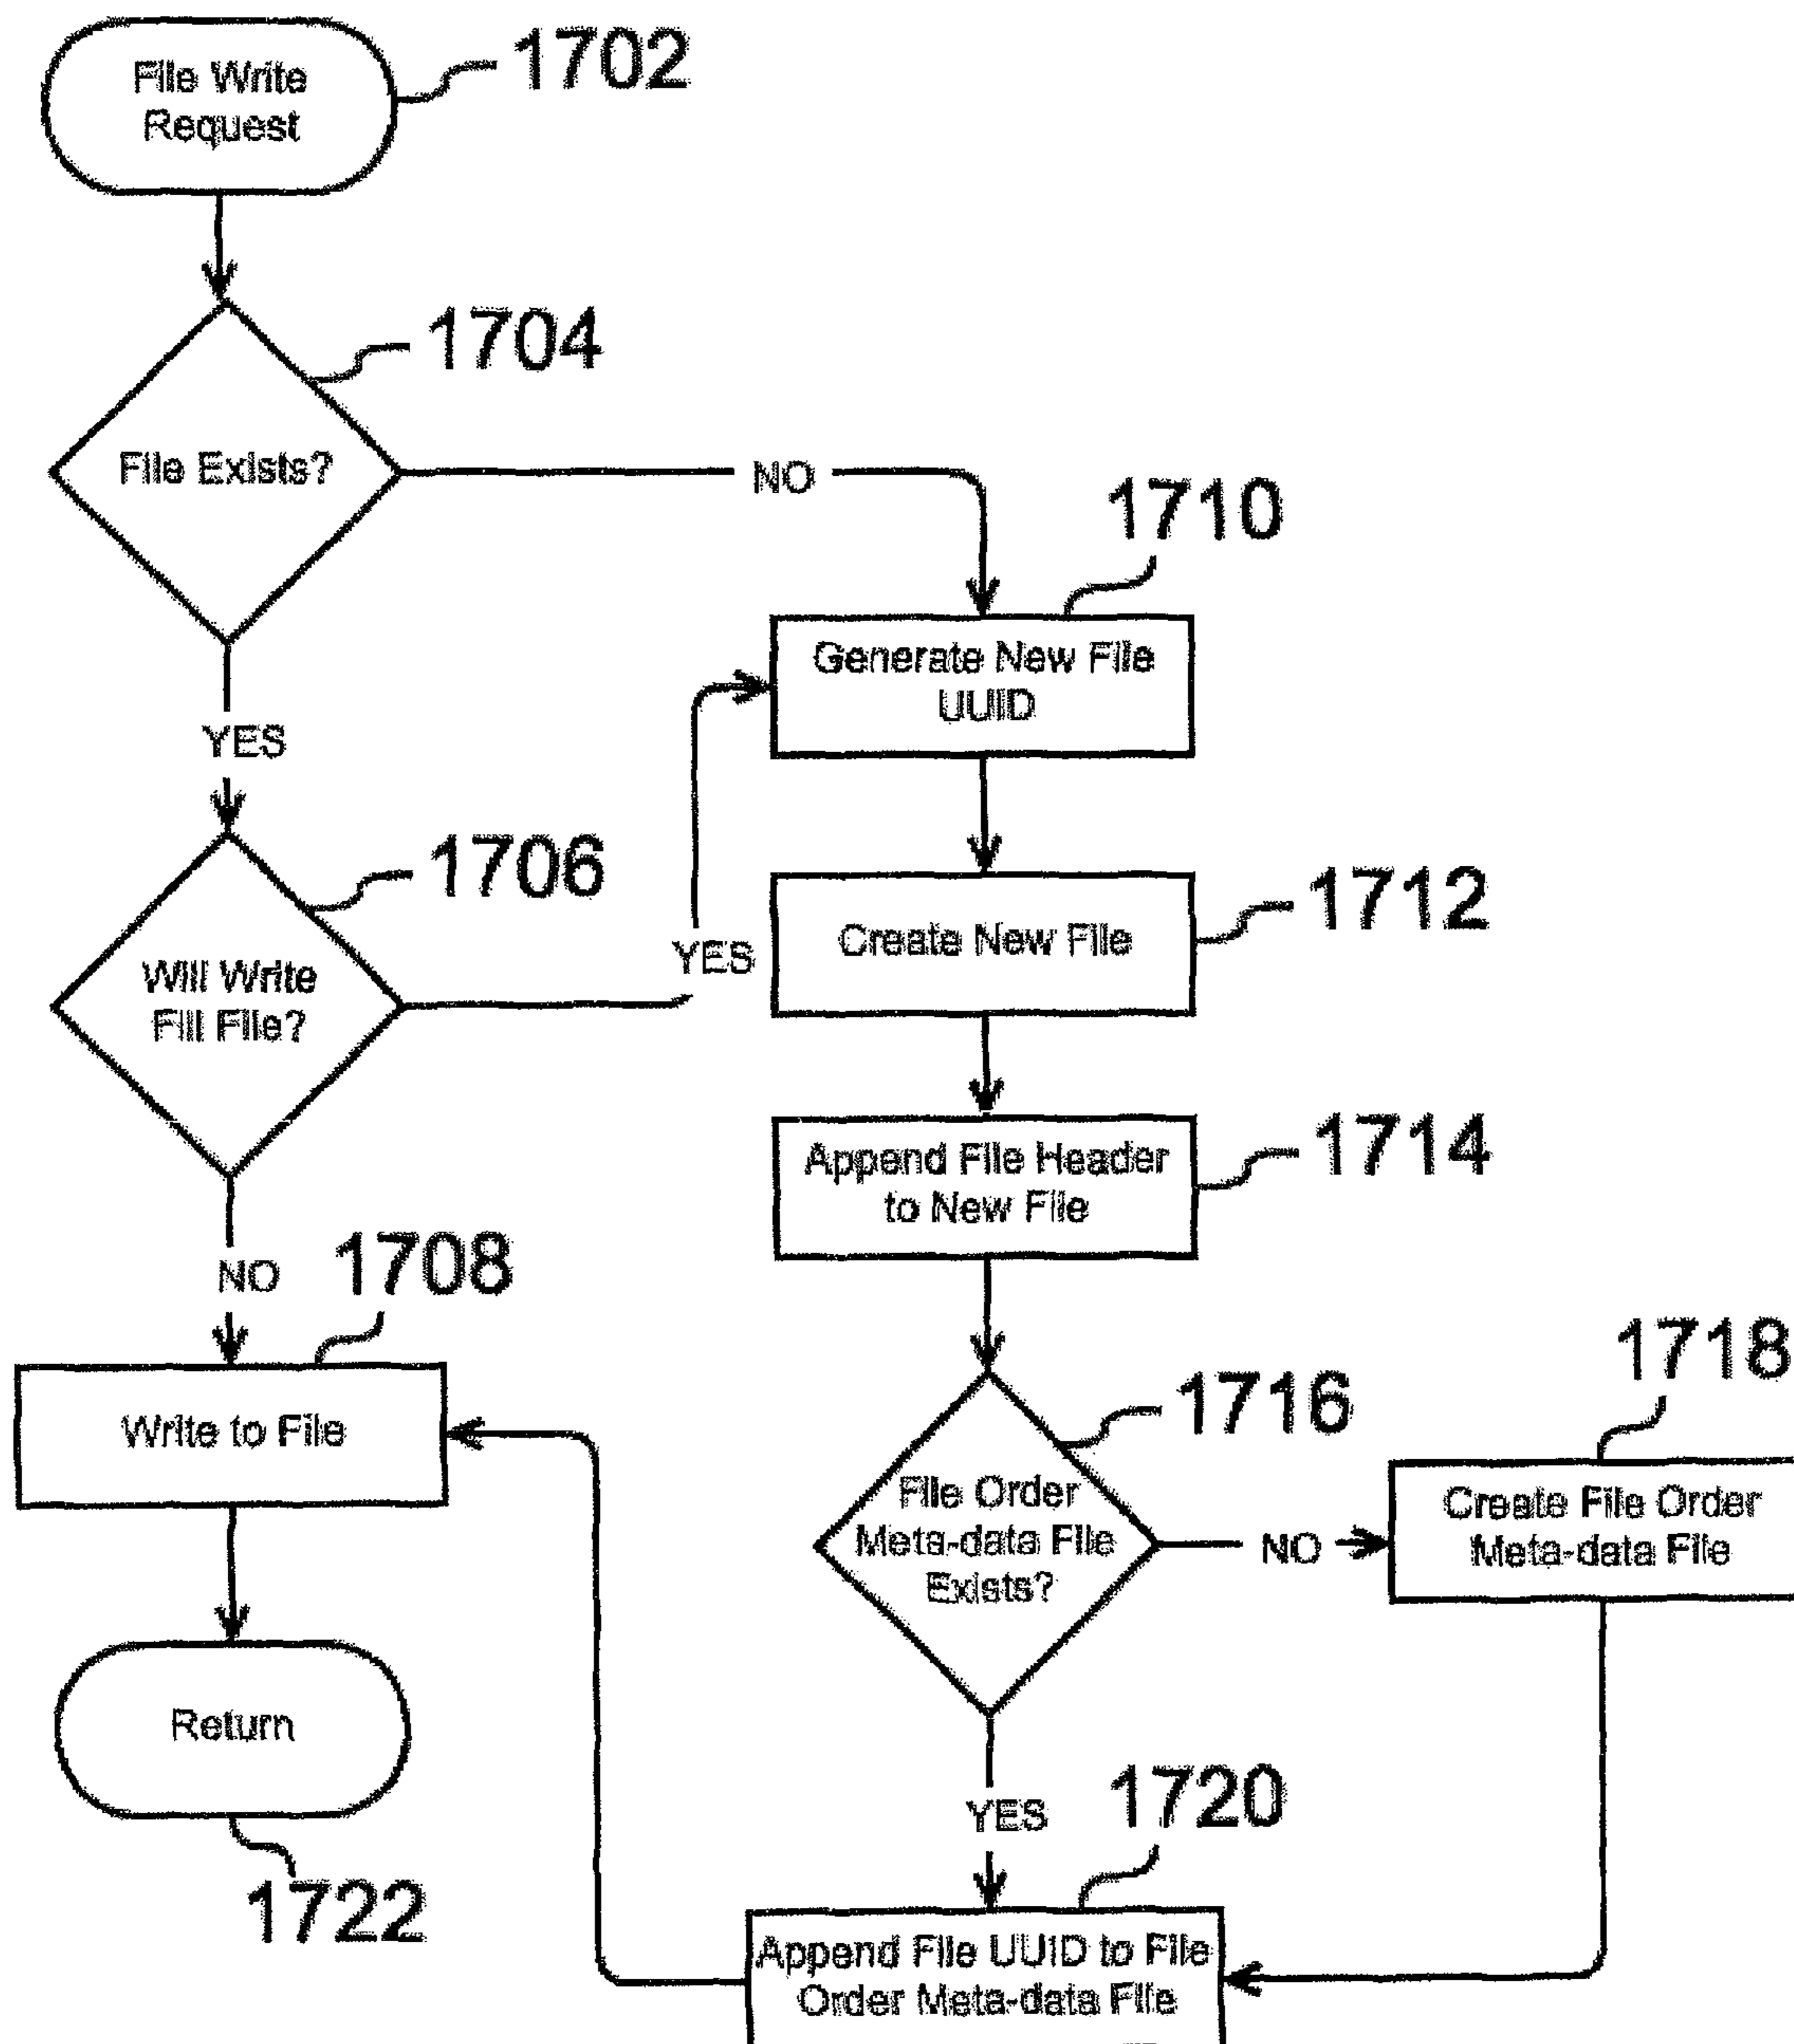 File Write
Request
1702
1704
File Exists?
NO
1710
Generate New File
UUID
YES
1706
Will Write
Fill File?
YES
Create New File
1712
Append File Header
to New File
1714
NO
1708
Write to File
1716
File Order
Meta-data File
Exists?
NO
1718
Create File Order
Meta-data File
Return
1722
YES
1720
Append File UUID to File
Order Meta-data File